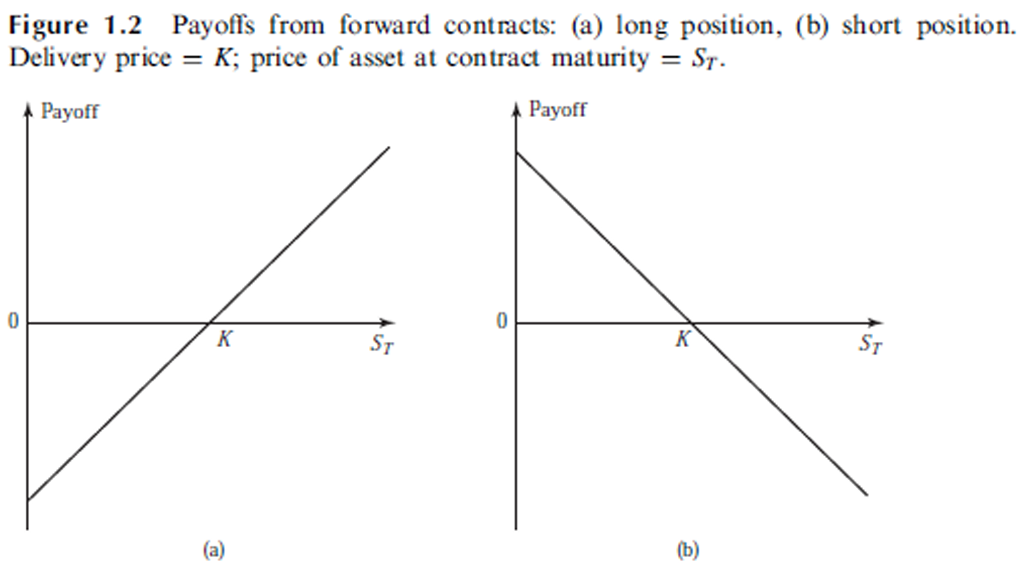 Figure 1.2 Payoffs from forward contracts: (a) long position, (b) short position.
Delivery price = K; price of asset at contract maturity = S_T.
Payoff
0
K
S_T
(a)
Payoff
0
K
S_T
(b)